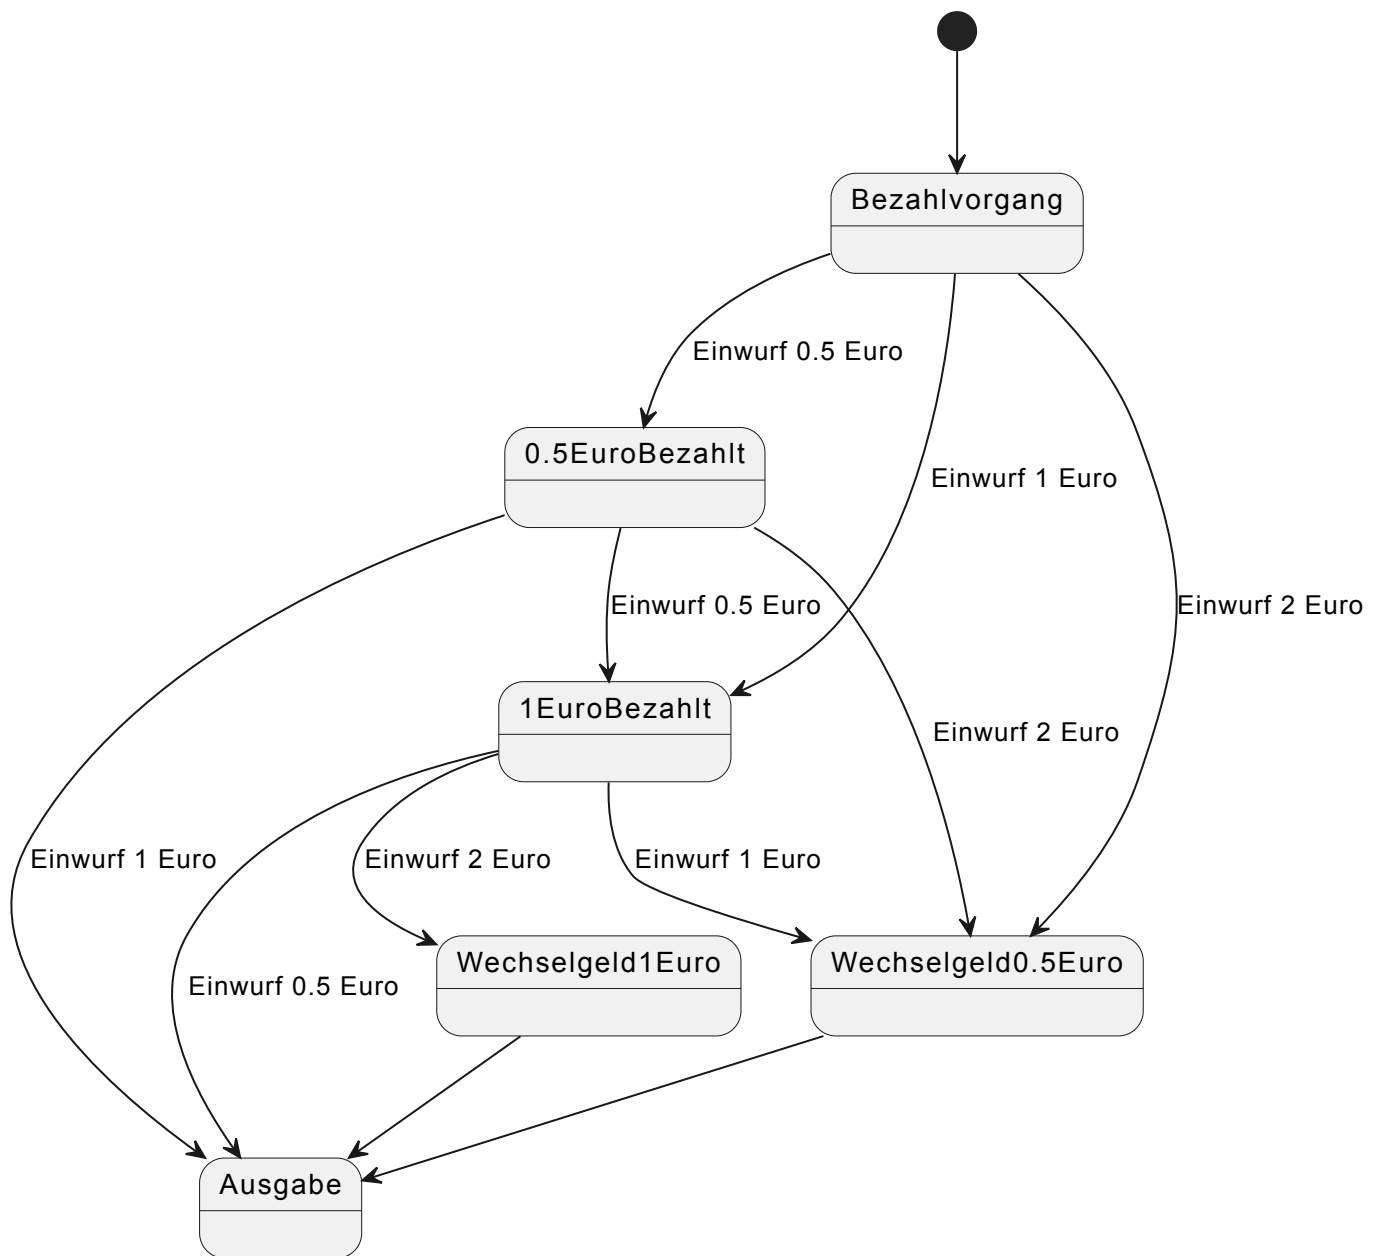 Bezahlvorgang
Einwurf 0.5 Euro
0.5EuroBezahlt
Einwurf 1 Euro
Einwurf 0.5 Euro
Einwurf 2 Euro
1EuroBezahlt
Einwurf 2 Euro
Einwurf 1 Euro
Einwurf 2 Euro
Einwurf 1 Euro
Wechselgeld1Euro
Wechselgeld0.5Euro
Einwurf 0.5 Euro
Ausgabe